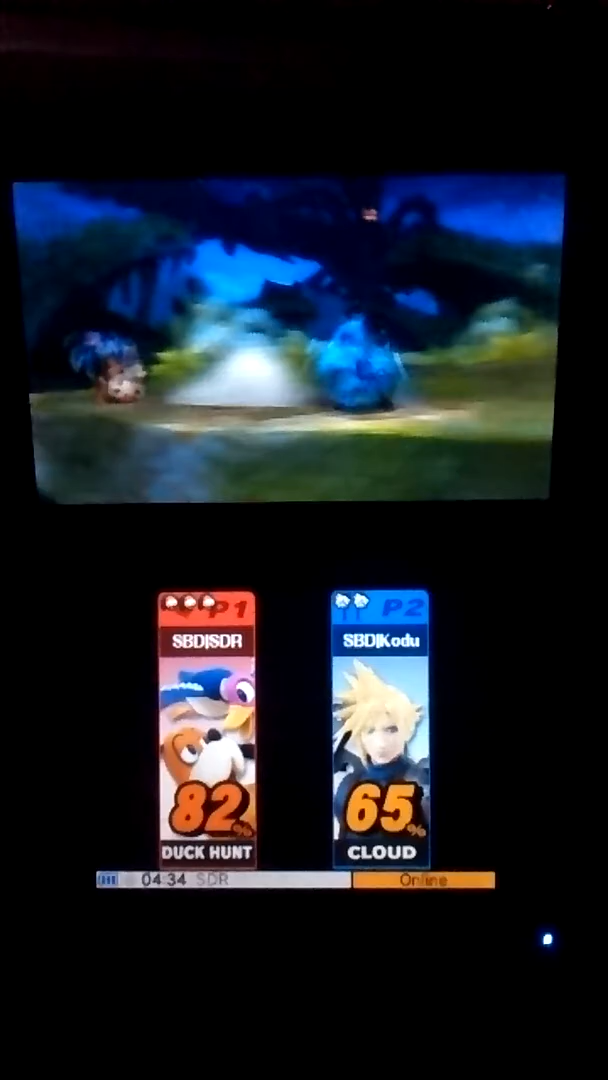 P1
P2
SBD|SDR
SBD|Kodu
82%
65%
DUCK HUNT
CLOUD
04:34 SDR
Online